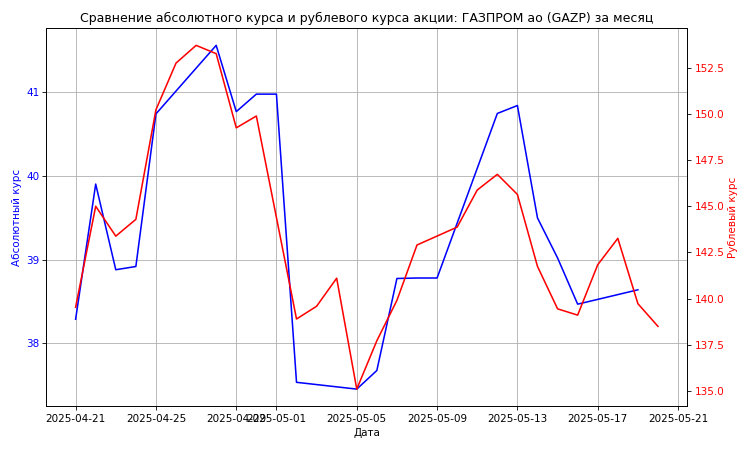 Сравнение абсолютного курса и рублевого курса акции: ГАЗПРОМ ао (GAZP) за месяц
Абсолютный курс
41
40
39
38
152.5
150.0
147.5
145.0
142.5
140.0
137.5
135.0
Рублевый курс
2025-04-21 2025-04-25 2025-04-29 2025-05-01 2025-05-05 2025-05-09 2025-05-13 2025-05-17 2025-05-21
Дата